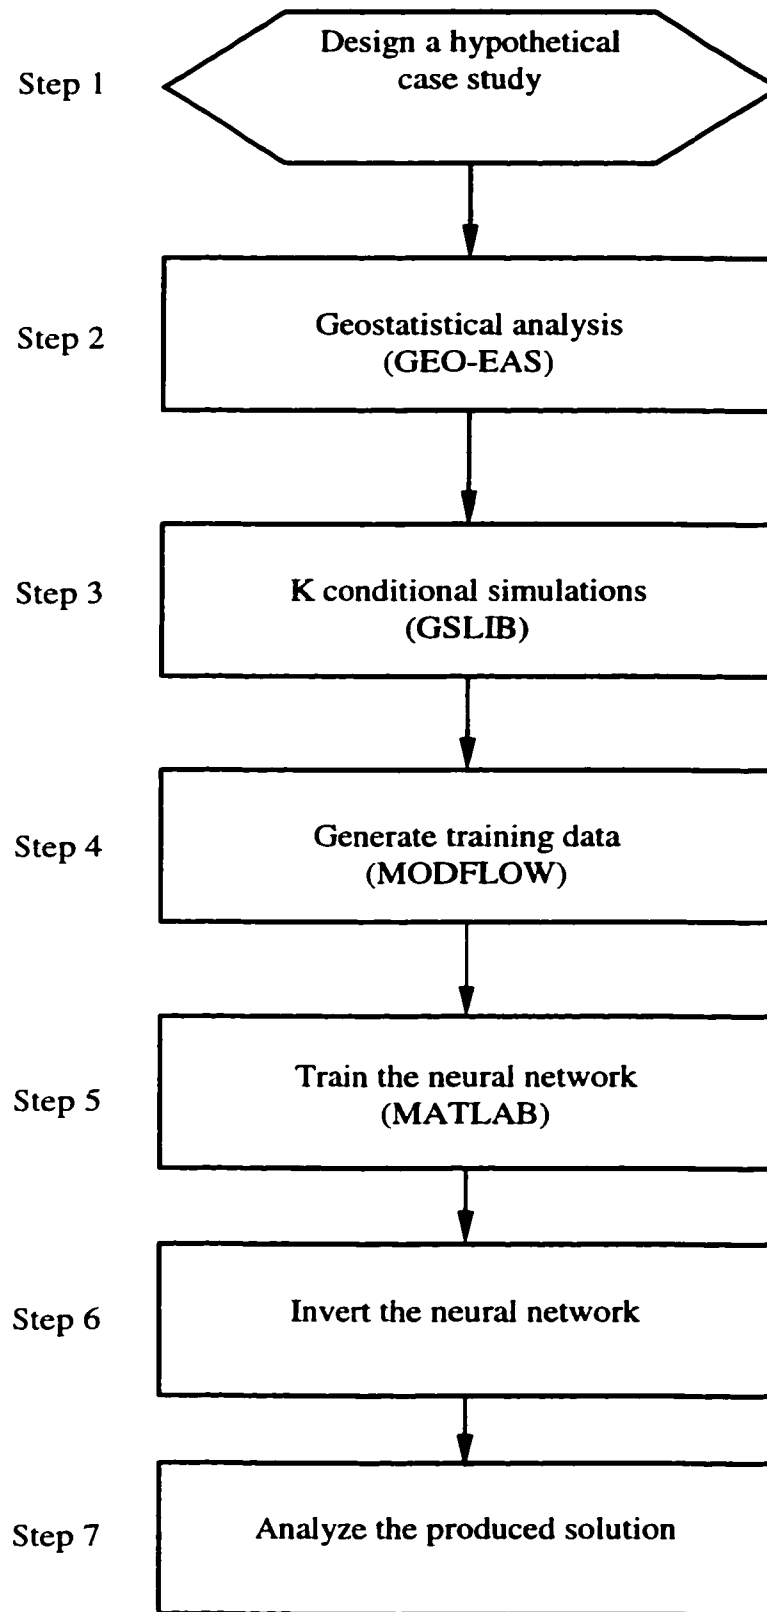 Step 1
Design a hypothetical
case study
Step 2
Geostatistical analysis
(GEO-EAS)
Step 3
K conditional simulations
(GSLIB)
Step 4
Generate training data
(MODFLOW)
Step 5
Train the neural network
(MATLAB)
Step 6
Invert the neural network
Step 7
Analyze the produced solution